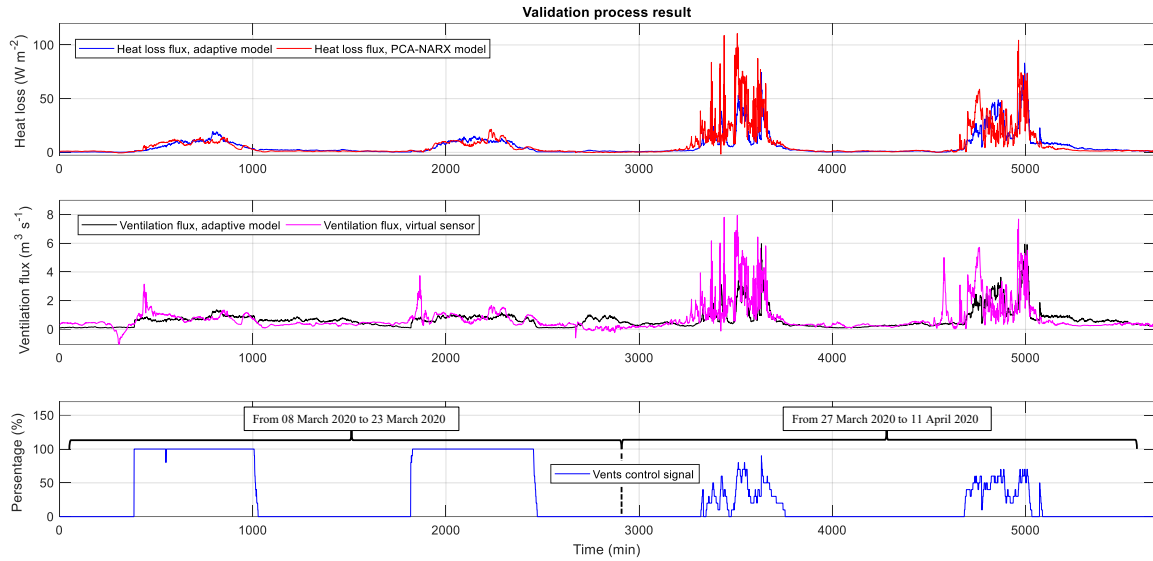 Validation process result
Heat loss (W m-2)
100
50
0
Heat loss flux, adaptive model Heat loss flux, PCA-NARX model
0 1000 2000 3000 4000 5000
Ventilation flux (m3 s-1)
8
6
4
2
0
Ventilation flux, adaptive model Ventilation flux, virtual sensor
0 1000 2000 3000 4000 5000
Persentage (%)
150
100
50
0
From 08 March 2020 to 23 March 2020
From 27 March 2020 to 11 April 2020
Vents control signal
0 1000 2000 3000 4000 5000
Time (min)